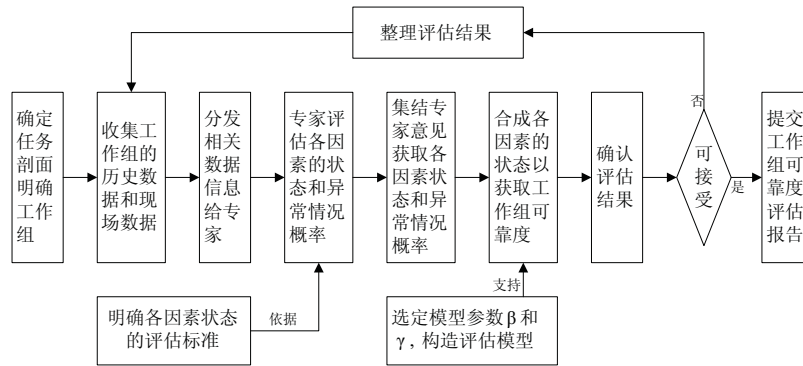 整理评估结果
确定
任务
剖面
明确
工作
组
收集工
作组的
历史数
据和现
场数据
分发
相关
数据
信息
给专
家
专家评
估各因
素的状
态和异
常情况
概率
集结专
家意见
获取各
因素状
态和异
常情况
概率
合成各
因素的
状态以
获取工
作组可
靠度
确认
评估
结果
否
可
接
受
是
提交
工作
组可
靠度
评估
报告
明确各因素状态
的评估标准
依据
支持
选定模型参数β和
γ, 构造评估模型